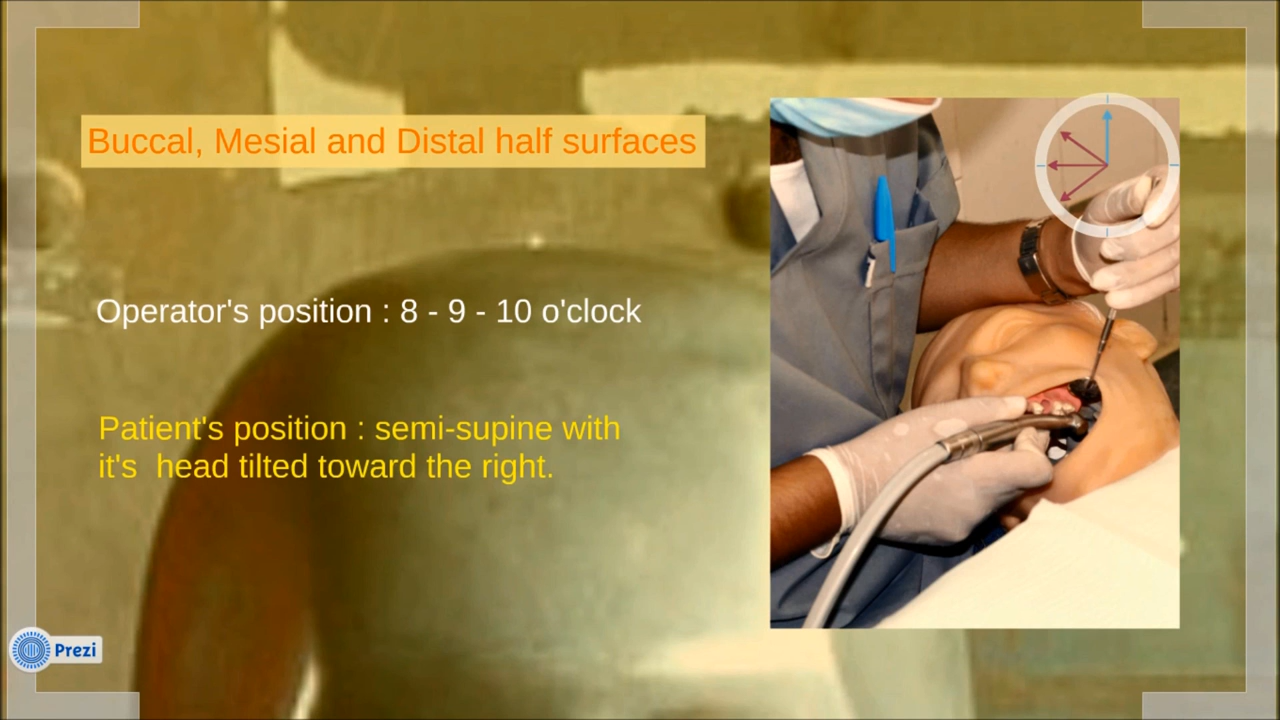 Buccal, Mesial and Distal half surfaces
Operator's position : 8 - 9 - 10 o'clock
Patient's position : semi-supine with
it's  head tilted toward the right.
Prezi